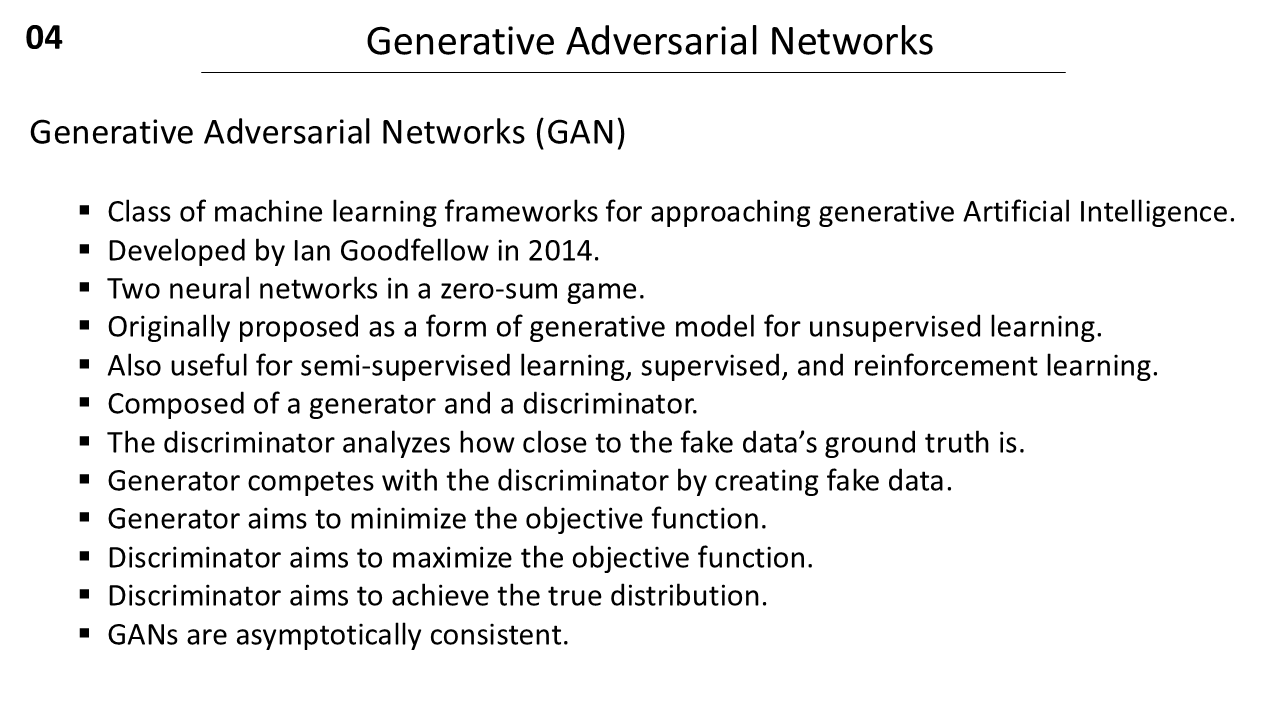 04
Generative Adversarial Networks
Generative Adversarial Networks (GAN)
▪ Class of machine learning frameworks for approaching generative Artificial Intelligence.
▪ Developed by Ian Goodfellow in 2014.
▪ Two neural networks in a zero-sum game.
▪ Originally proposed as a form of generative model for unsupervised learning.
▪ Also useful for semi-supervised learning, supervised, and reinforcement learning.
▪ Composed of a generator and a discriminator.
▪ The discriminator analyzes how close to the fake data’s ground truth is.
▪ Generator competes with the discriminator by creating fake data.
▪ Generator aims to minimize the objective function.
▪ Discriminator aims to maximize the objective function.
▪ Discriminator aims to achieve the true distribution.
▪ GANs are asymptotically consistent.